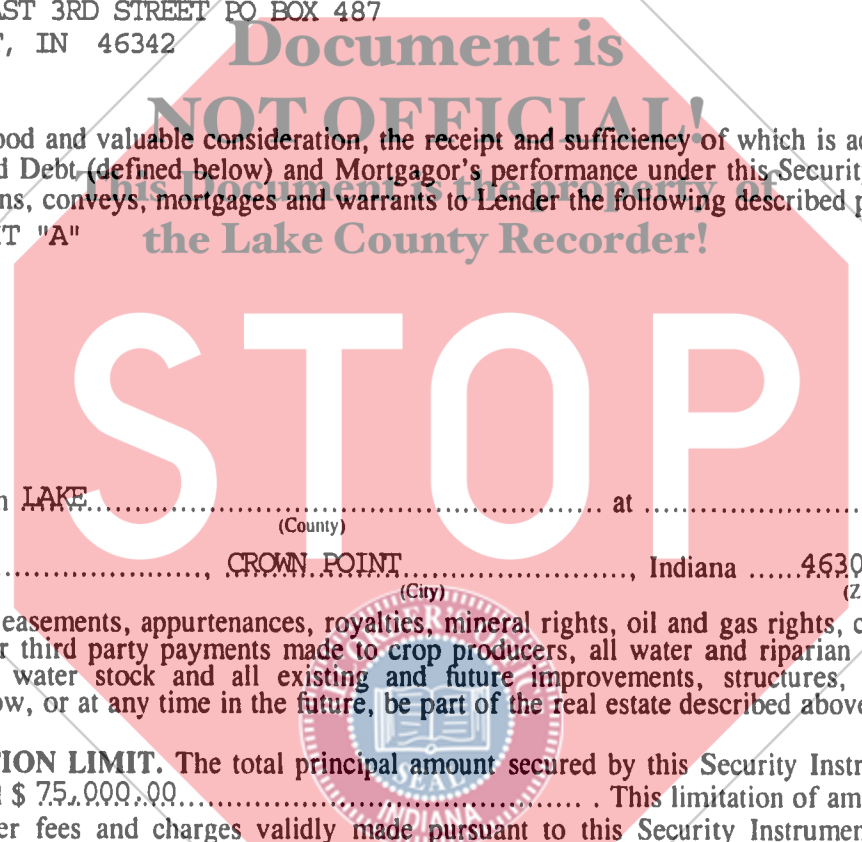 AST 3RD STREET PO BOX 487
, IN 46342
Document is
NOT OFFICIAL!
ood and valuable consideration, the receipt and sufficiency of which is ac
d Debt (defined below) and Mortgagor's performance under this Securit
This Document is the property of
ns, conveys, mortgages and warrants to Lender the following described p
IT "A"
the Lake County Recorder!
STOP
n LAKE at
(County)
, CROWN POINT , Indiana 4630
(City) (Z
easements, appurtenances, royalties, mineral rights, oil and gas rights, c
r third party payments made to crop producers, all water and riparian
water stock and all existing and future improvements, structures,
ow, or at any time in the future, be part of the real estate described above
TION LIMIT. The total principal amount secured by this Security Instr
$ 75,000.00 . This limitation of am
er fees and charges validly made pursuant to this Security Instrumen
SEAL
INDIANA